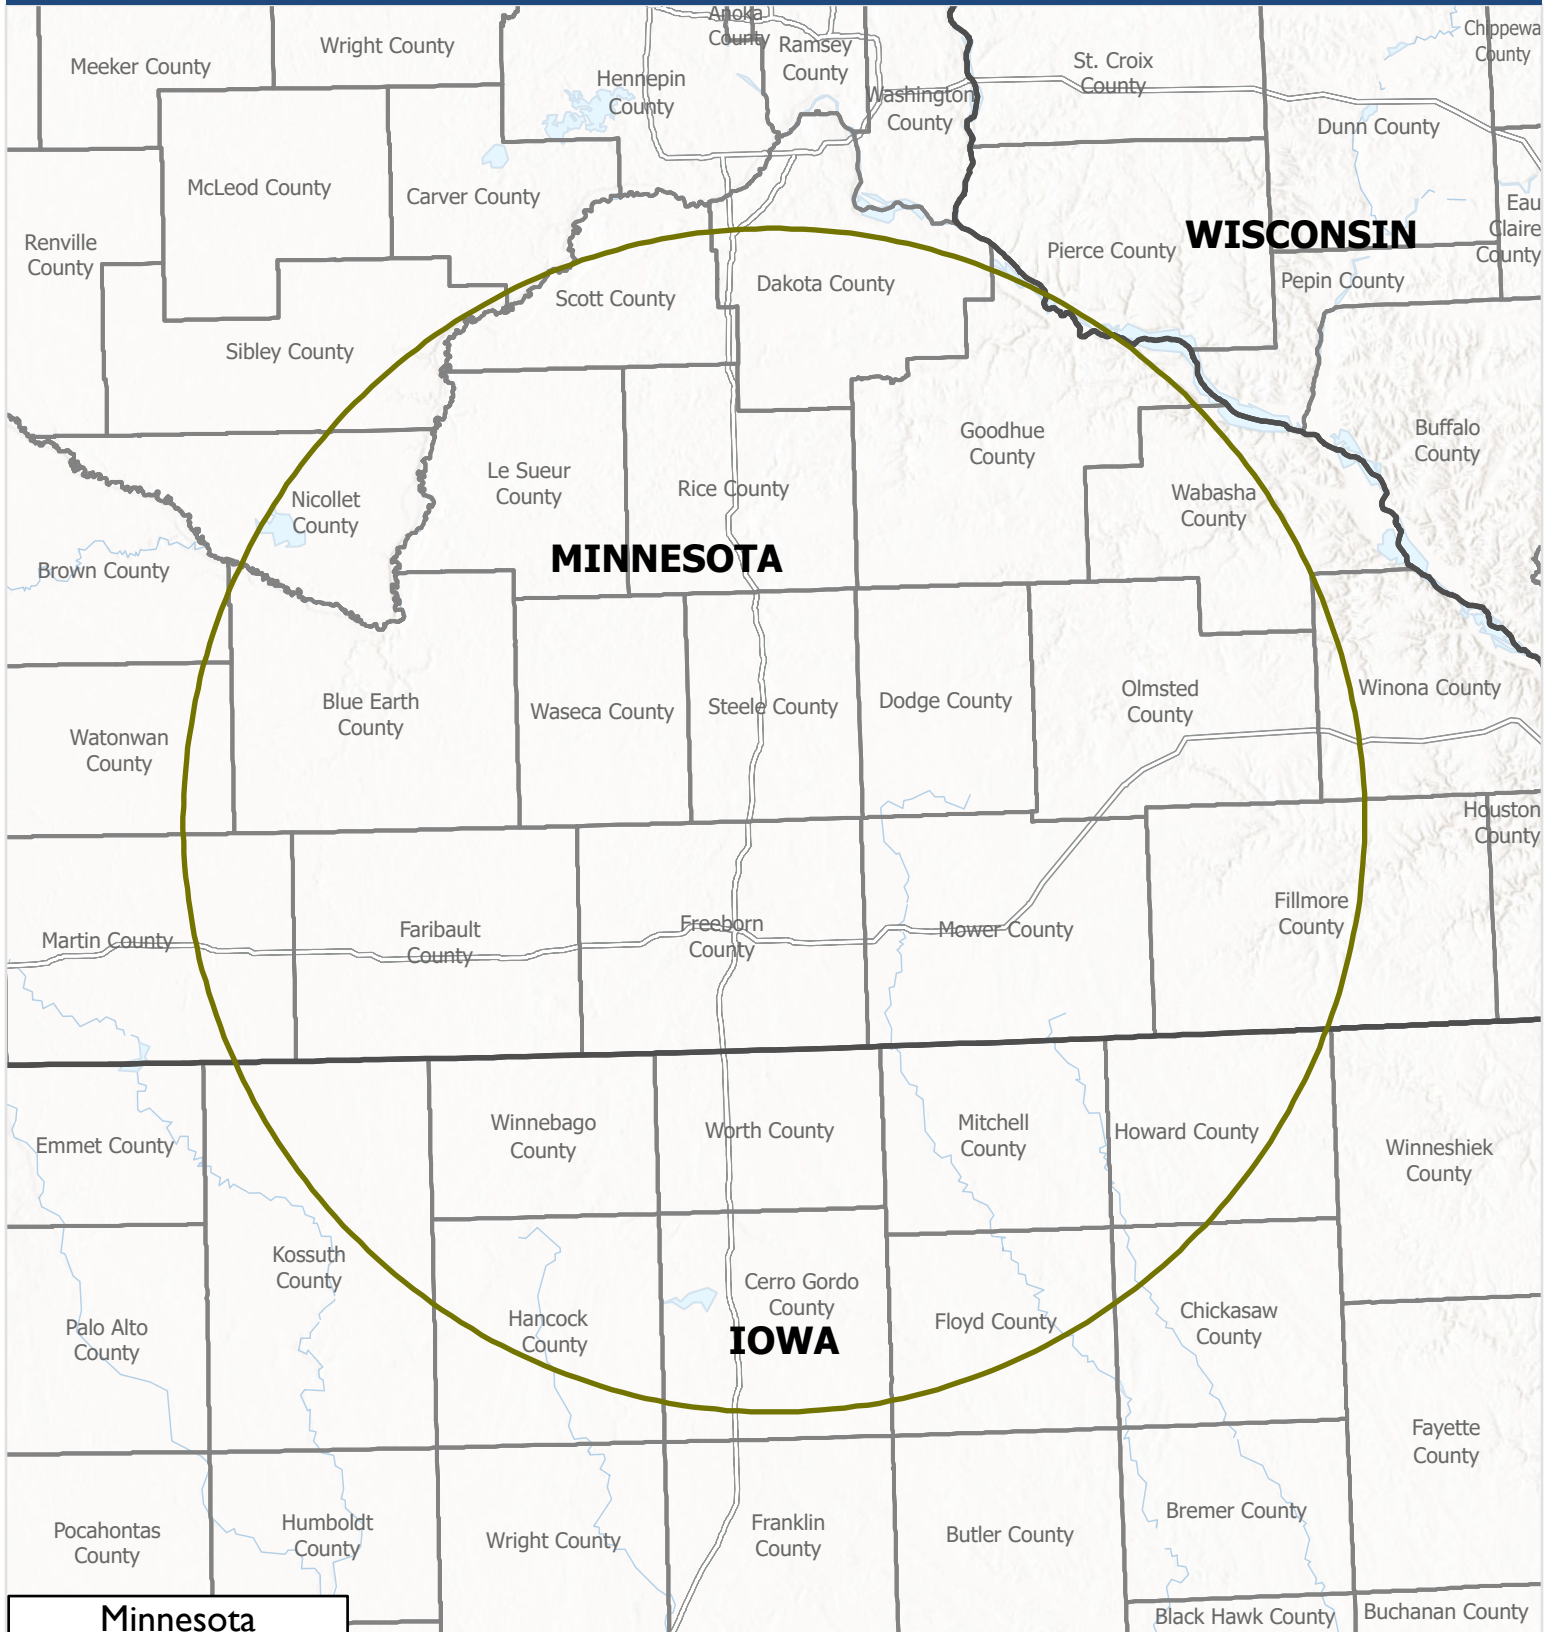 Anoka
County
Chippewa
County
Wright County
Ramsey
County
Meeker County
St. Croix
County
Hennepin
County
Washington
County
Dunn County
McLeod County
Carver County
Eau
Claire
County
WISCONSIN
Renville
County
Pierce County
Pepin County
Dakota County
Scott County
Sibley County
Buffalo
County
Goodhue
County
Le Sueur
County
Rice County
Nicollet
County
Wabasha
County
MINNESOTA
Brown County
Winona County
Olmsted
County
Blue Earth
County
Dodge County
Steele County
Waseca County
Watonwan
County
Houston
County
Fillmore
County
Freeborn
County
Faribault
County
Mower County
Martin County
Winnebago
County
Mitchell
County
Worth County
Howard County
Emmet County
Winneshiek
County
Kossuth
County
Cerro Gordo
County
Hancock
County
Chickasaw
County
Floyd County
Palo Alto
County
IOWA
Fayette
County
Bremer County
Humboldt
County
Franklin
County
Pocahontas
County
Wright County
Butler County
Black Hawk County
Buchanan County
Minnesota